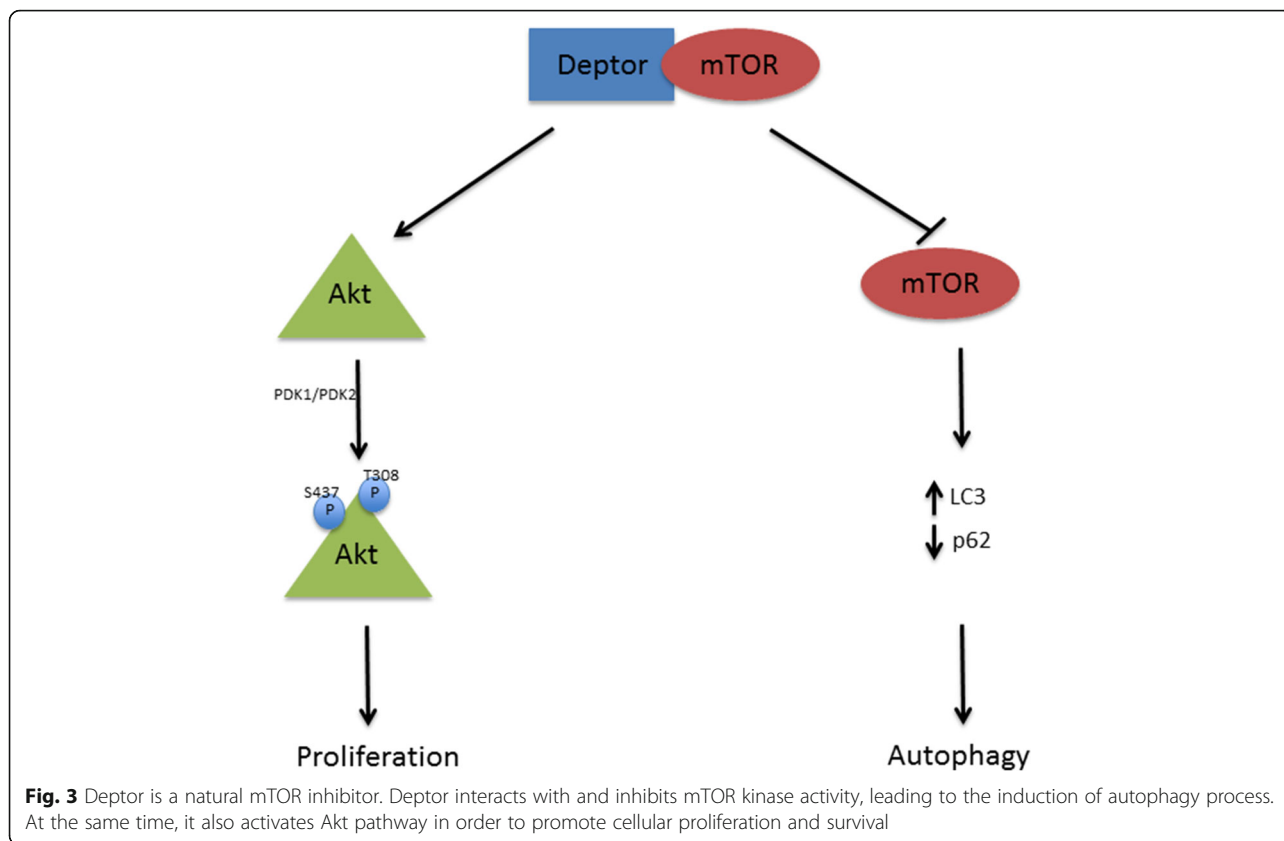 Deptor mTOR
Akt mTOR
PDK1/PDK2
T308
S437 P
P
LC3
p62
Akt
Proliferation Autophagy
Fig. 3 Deptor is a natural mTOR inhibitor. Deptor interacts with and inhibits mTOR kinase activity, leading to the induction of autophagy process.
At the same time, it also activates Akt pathway in order to promote cellular proliferation and survival